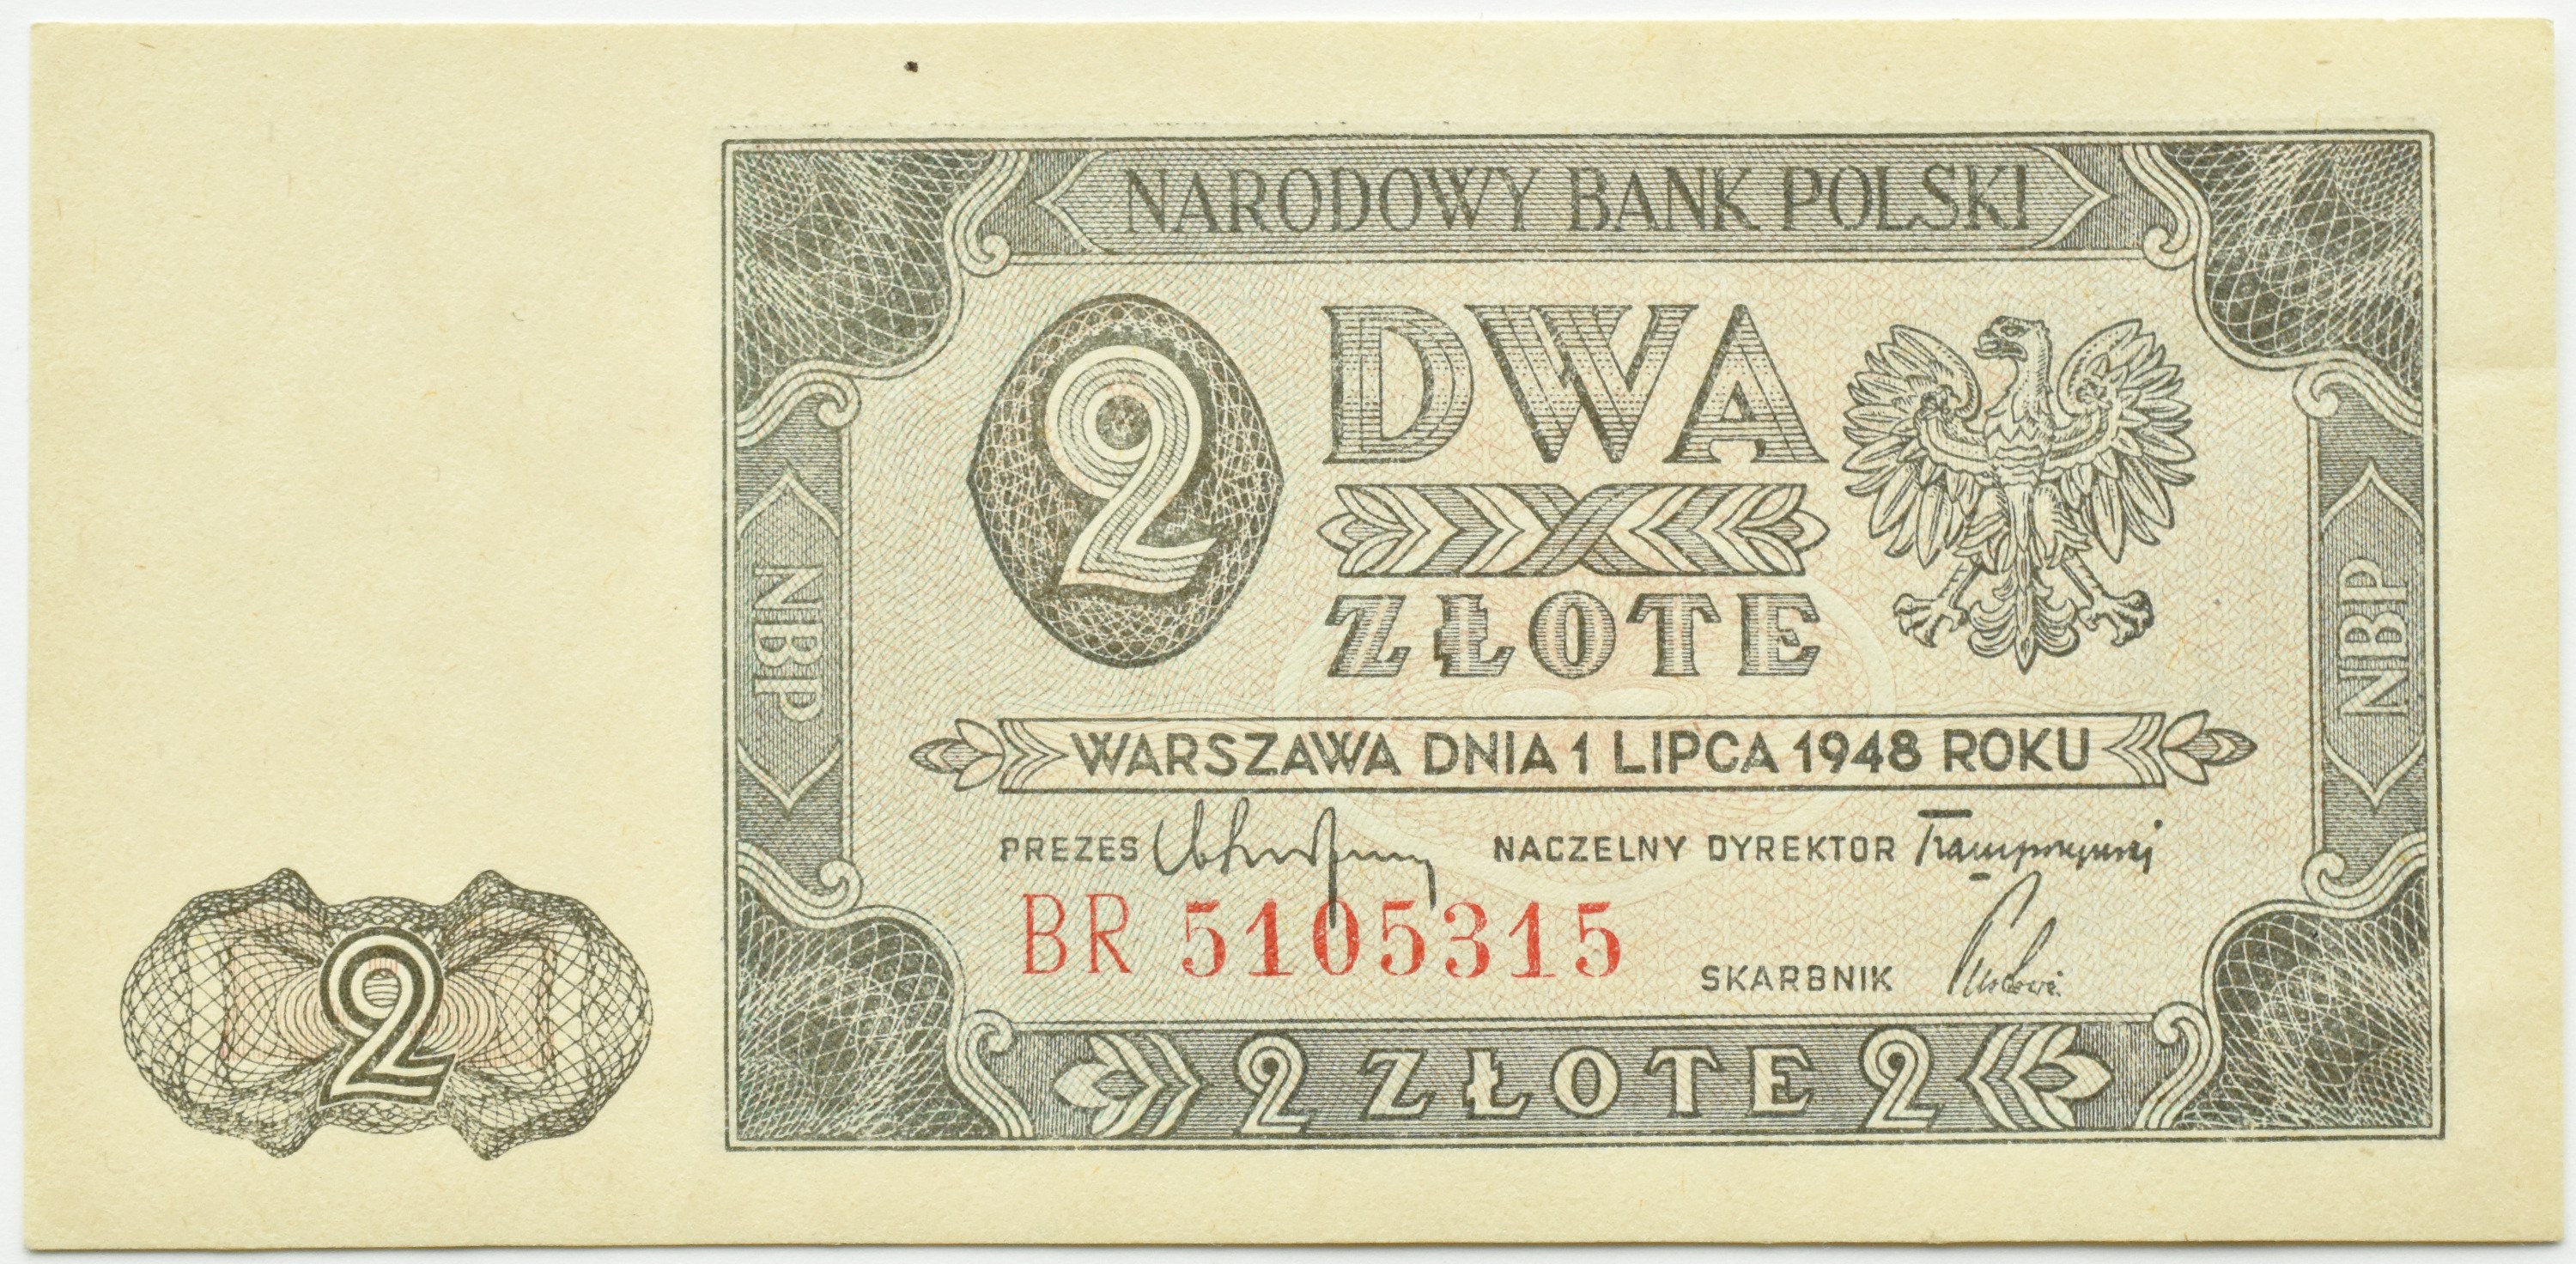 NARODOWY BANK POLSKI
2
DWA
ZŁOTE
NBP
NBP
WARSZAWA DNIA 1 LIPCA 1948 ROKU
PREZES
NACZELNY DYREKTOR
BR 5105315
SKARBNIK
2
2 ZŁOTE 2